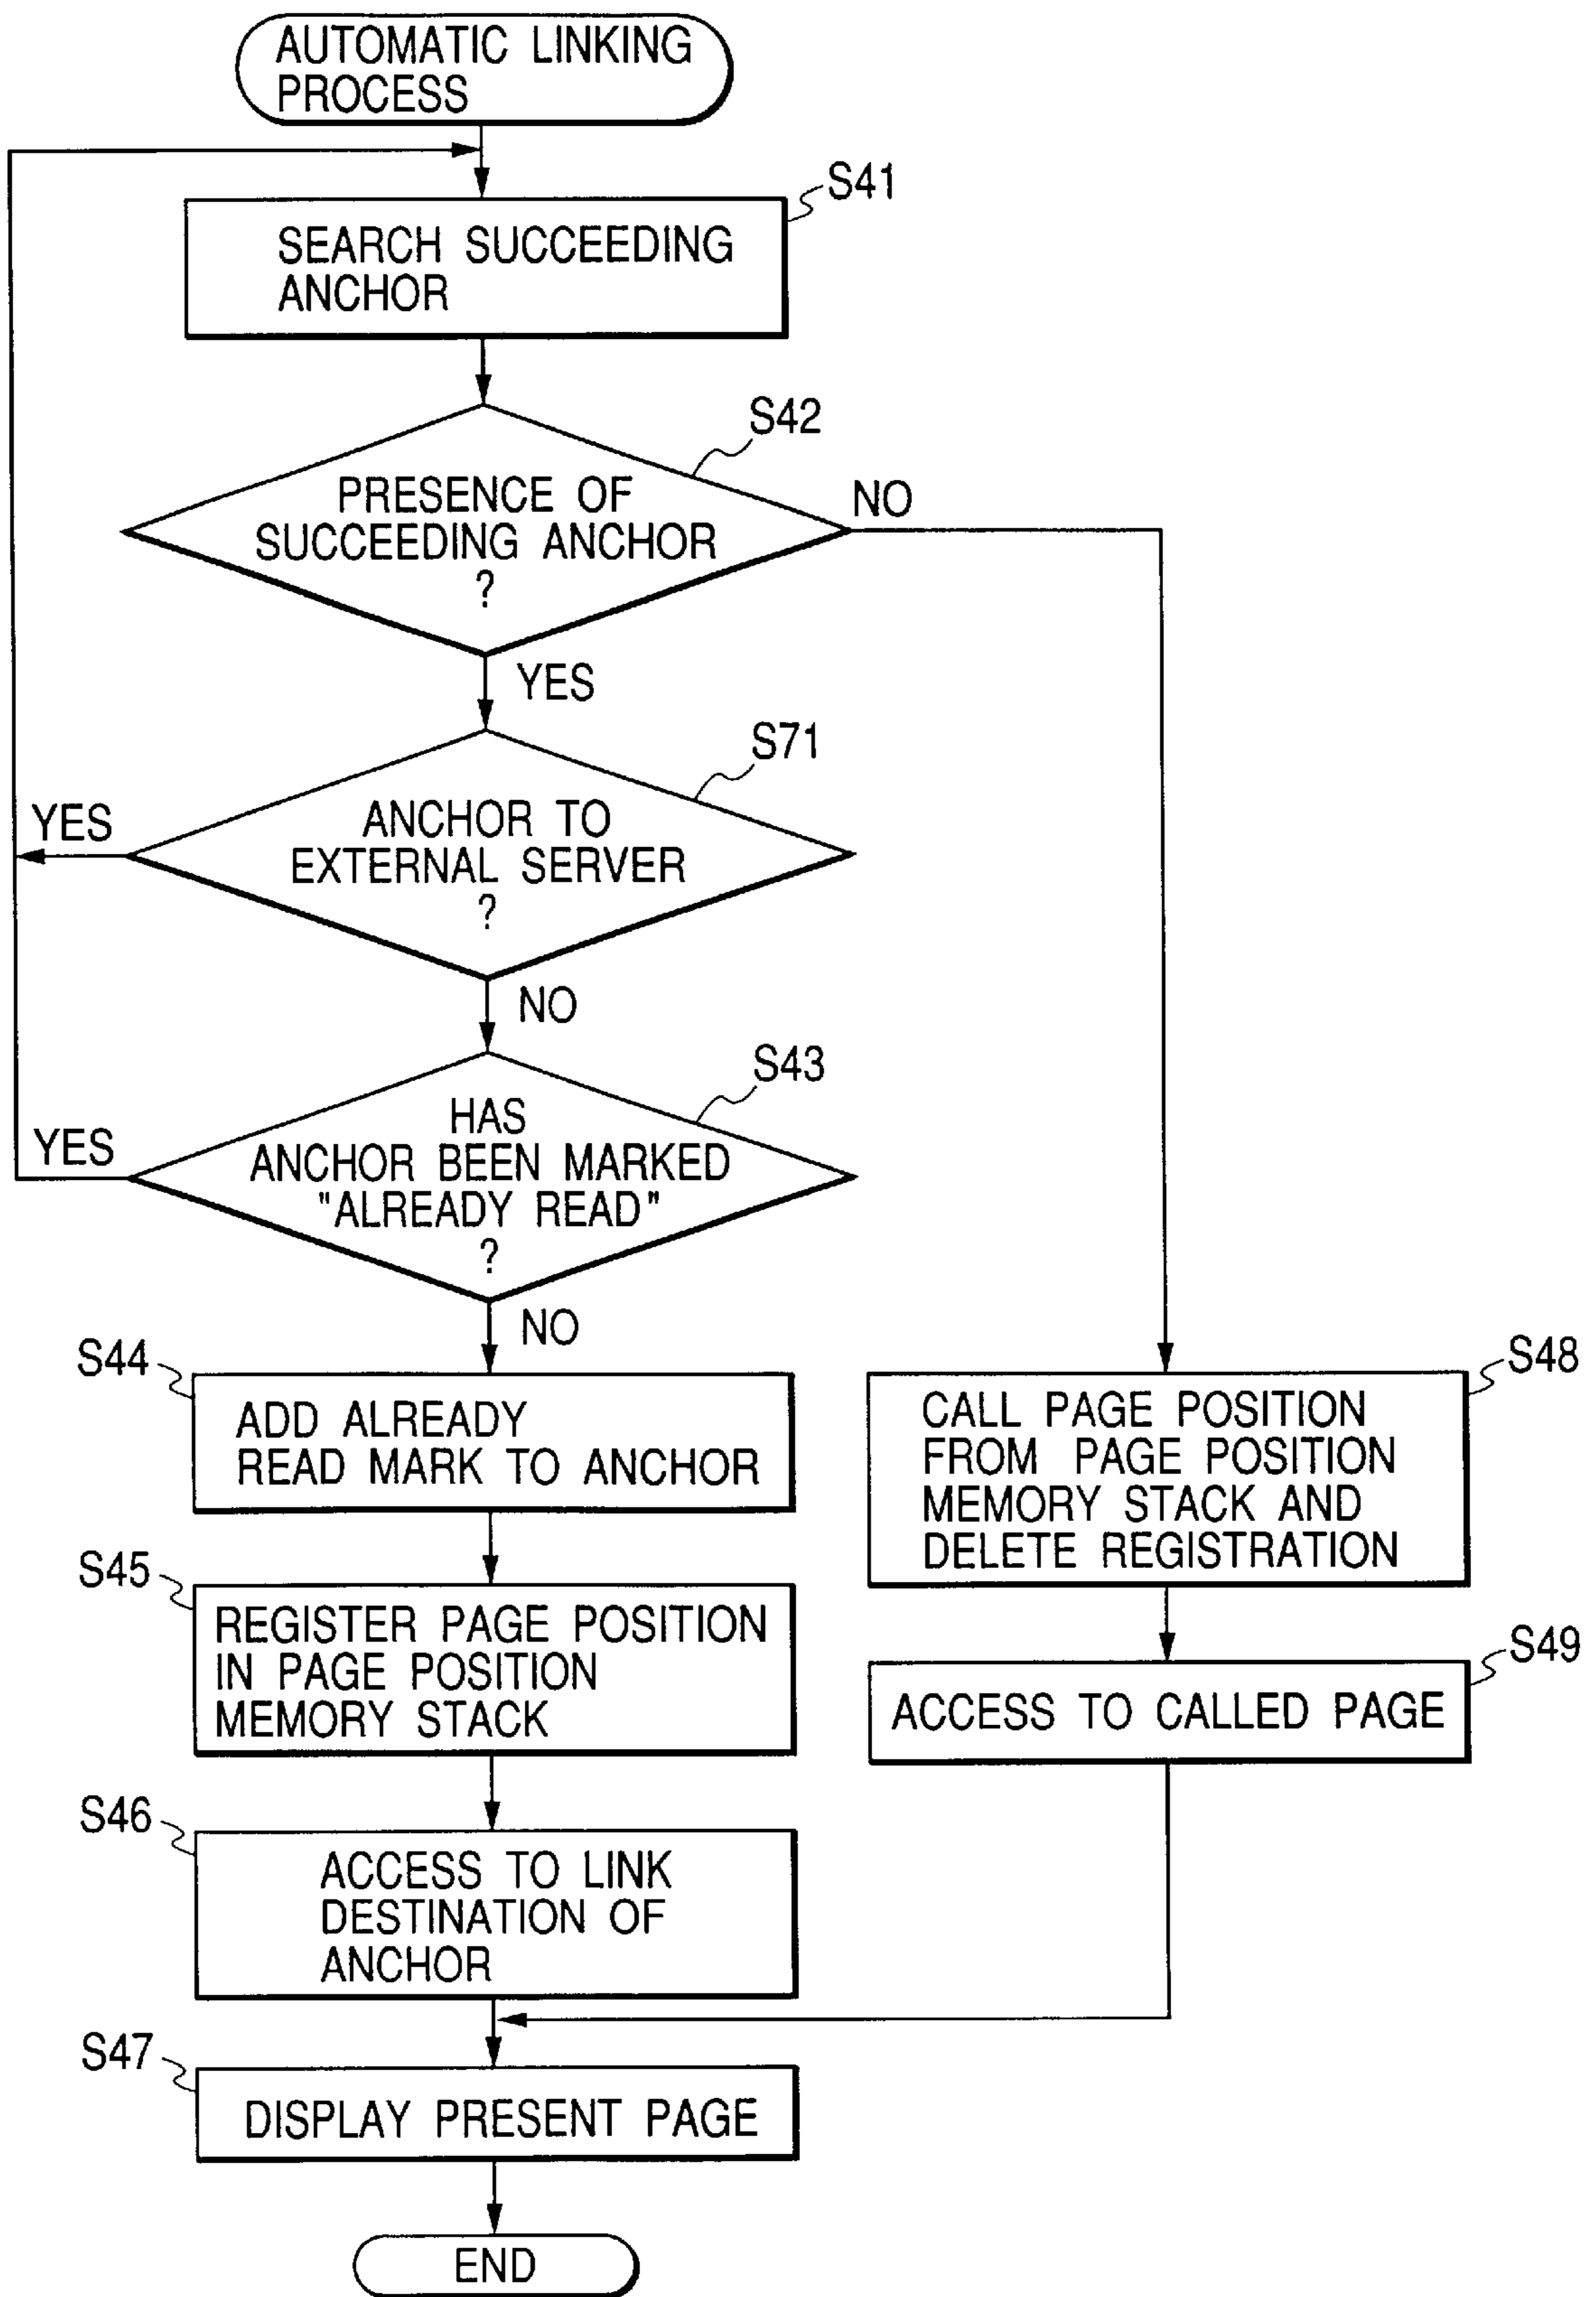 AUTOMATIC LINKING
PROCESS
S41
SEARCH SUCCEEDING
ANCHOR
S42
PRESENCE OF
SUCCEEDING ANCHOR
?
NO
YES
S71
ANCHOR TO
EXTERNAL SERVER
?
YES
NO
S43
HAS
ANCHOR BEEN MARKED
"ALREADY READ"
?
YES
NO
S44
ADD ALREADY
READ MARK TO ANCHOR
S48
CALL PAGE POSITION
FROM PAGE POSITION
MEMORY STACK AND
DELETE REGISTRATION
S45
REGISTER PAGE POSITION
IN PAGE POSITION
MEMORY STACK
S49
ACCESS TO CALLED PAGE
S46
ACCESS TO LINK
DESTINATION OF
ANCHOR
S47
DISPLAY PRESENT PAGE
END